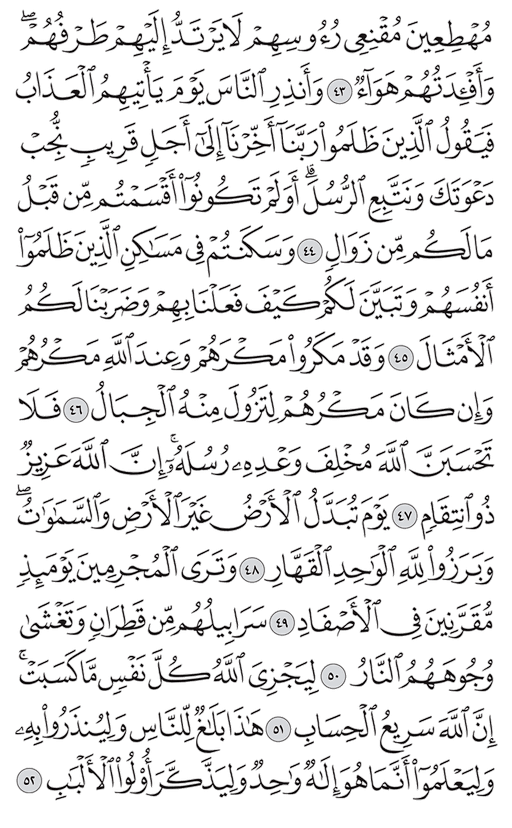 مُهْطِعِينَ مُقْنِعِى رُءُوسِهِمْ لَا يَرْتَدُّ إِلَيْهِمْ طَرْفُهُمْ ۖ
وَأَفْـِٔدَتُهُمْ هَوَآءٌ ٤٣ وَأَنذِرِ ٱلنَّاسَ يَوْمَ يَأْتِيهِمُ ٱلْعَذَابُ
فَيَقُولُ ٱلَّذِينَ ظَلَمُوا۟ رَبَّنَآ أَخِّرْنَآ إِلَىٰٓ أَجَلٍ قَرِيبٍ نُّجِبْ
دَعْوَتَكَ وَنَتَّبِعِ ٱلرُّسُلَ ۗ أَوَلَمْ تَكُونُوٓا۟ أَقْسَمْتُم مِّن قَبْلُ
مَا لَكُم مِّن زَوَالٍ ٤٤ وَسَكَنتُمْ فِى مَسَـٰكِنِ ٱلَّذِينَ ظَلَمُوٓا۟
أَنفُسَهُمْ وَتَبَيَّنَ لَكُمْ كَيْفَ فَعَلْنَا بِهِمْ وَضَرَبْنَا لَكُمُ
ٱلْأَمْثَالَ ٤٥ وَقَدْ مَكَرُوا۟ مَكْرَهُمْ وَعِندَ ٱللَّهِ مَكْرُهُمْ
وَإِن كَانَ مَكْرُهُمْ لِتَزُولَ مِنْهُ ٱلْجِبَالُ ٤٦ فَلَا
تَحْسَبَنَّ ٱللَّهَ مُخْلِفَ وَعْدِهِۦ رُسُلَهُۥٓ ۗ إِنَّ ٱللَّهَ عَزِيزٌ
ذُو ٱنتِقَامٍ ٤٧ يَوْمَ تُبَدَّلُ ٱلْأَرْضُ غَيْرَ ٱلْأَرْضِ وَٱلسَّمَـٰوَٰتُ ۖ
وَبَرَزُوا۟ لِلَّهِ ٱلْوَٰحِدِ ٱلْقَهَّارِ ٤٨ وَتَرَى ٱلْمُجْرِمِينَ يَوْمَئِذٍ
مُّقَرَّنِينَ فِى ٱلْأَصْفَادِ ٤٩ سَرَابِيلُهُم مِّن قَطِرَانٍ وَتَغْشَىٰ
وُجُوهَهُمُ ٱلنَّارُ ٥٠ لِيَجْزِىَ ٱللَّهُ كُلَّ نَفْسٍ مَّا كَسَبَتْ ۚ
إِنَّ ٱللَّهَ سَرِيعُ ٱلْحِسَابِ ٥١ هَـٰذَا بَلَـٰغٌ لِّلنَّاسِ وَلِيُنذَرُوا۟ بِهِۦ
وَلِيَعْلَمُوٓا۟ أَنَّمَا هُوَ إِلَـٰهٌ وَٰحِدٌ وَلِيَذَّكَّرَ أُو۟لُوا۟ ٱلْأَلْبَـٰبِ ٥٢